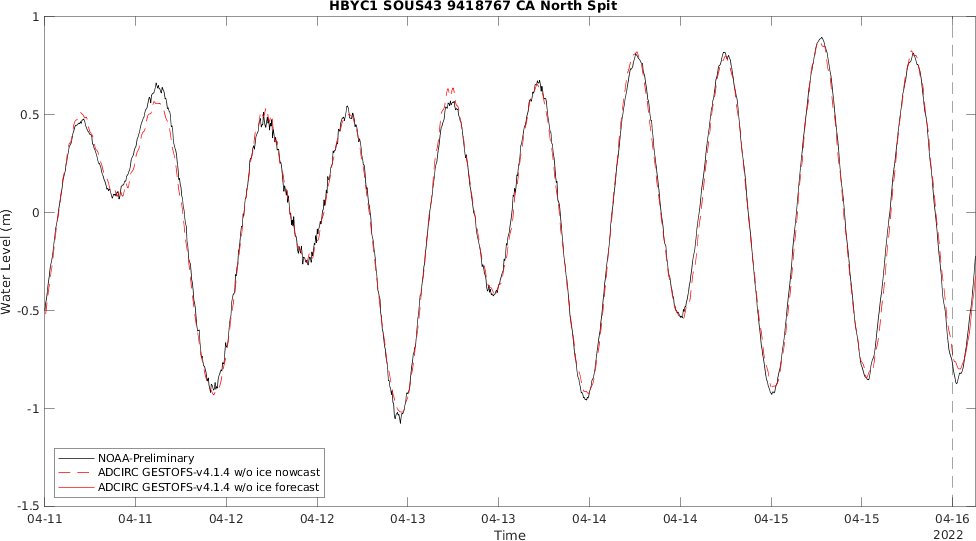 HBYC1 SOUS43 9418767 CA North Spit
Water Level (m)
1
0.5
0
-0.5
-1
-1.5
NOAA-Preliminary
ADCIRC GESTOFS-v4.1.4 w/o ice nowcast
ADCIRC GESTOFS-v4.1.4 w/o ice forecast
04-11 04-11 04-12 04-12 04-13 04-13 04-14 04-14 04-15 04-15 04-16
Time
2022